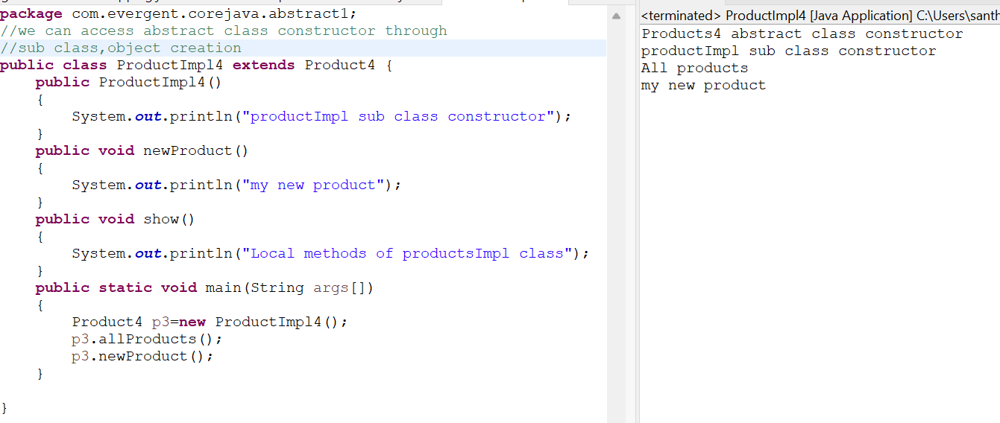 package com.evergent.corejava.abstract1;
//we can access abstract class constructor through
//sub class,object creation
public class ProductImpl4 extends Product4 {
    public ProductImpl4()
    {
        System.out.println("productImpl sub class constructor");
    }
    public void newProduct()
    {
        System.out.println("my new product");
    }
    public void show()
    {
        System.out.println("Local methods of productsImpl class");
    }
    public static void main(String args[])
    {
        Product4 p3=new ProductImpl4();
        p3.allProducts();
        p3.newProduct();
    }
}
<terminated> ProductImpl4 [Java Application] C:\Users\santh
Products4 abstract class constructor
productImpl sub class constructor
All products
my new product